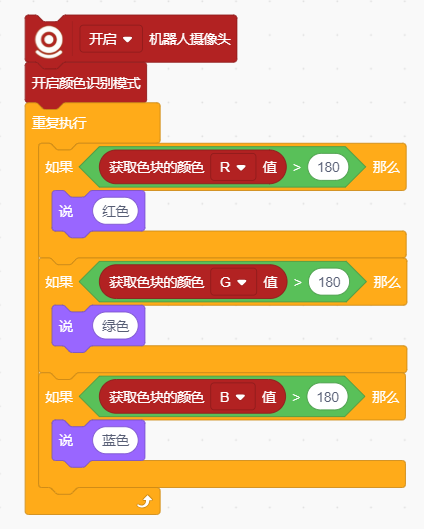 开启 机器人摄像头
开启颜色识别模式
重复执行
如果 获取色块的颜色 R 值 > 180 那么
说 红色
如果 获取色块的颜色 G 值 > 180 那么
说 绿色
如果 获取色块的颜色 B 值 > 180 那么
说 蓝色